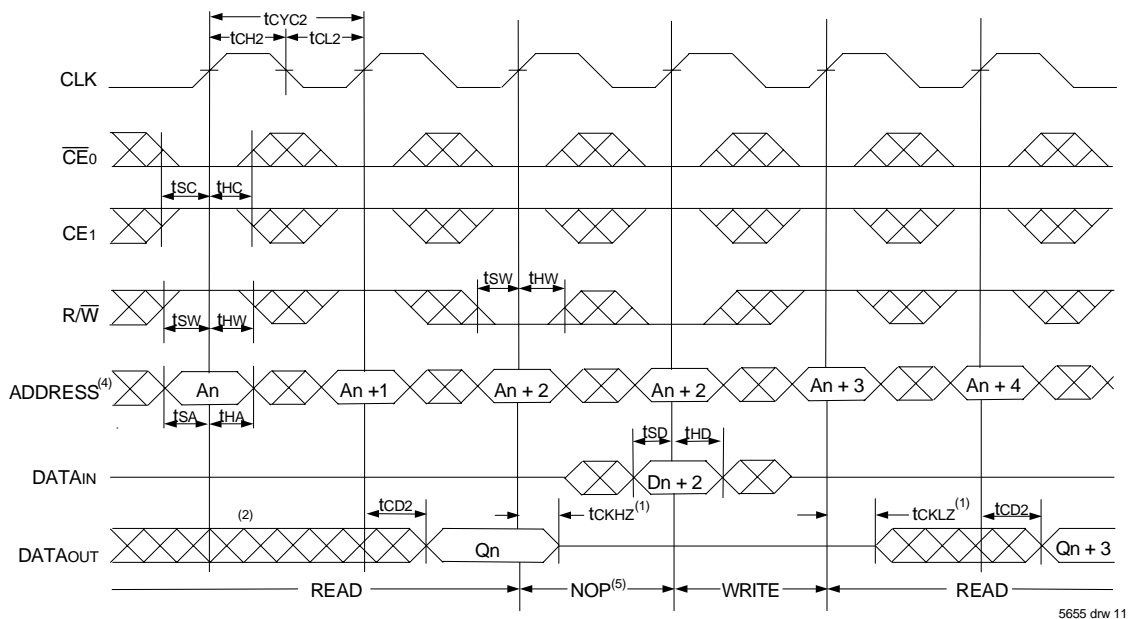 tCYC2
tCH2 tCL2
CLK
CE0
tSC tHC
CE1
tSW tHW
R/W
tSW tHW
ADDRESS(4) An An +1 An + 2 An + 2 An + 3 An + 4
tSA tHA
tSD tHD
DATAIN Dn + 2
(2) tCD2 tCKHZ(1) tCKLZ(1) tCD2
DATAOUT Qn Qn + 3
READ NOP(5) WRITE READ
5655 drw 11